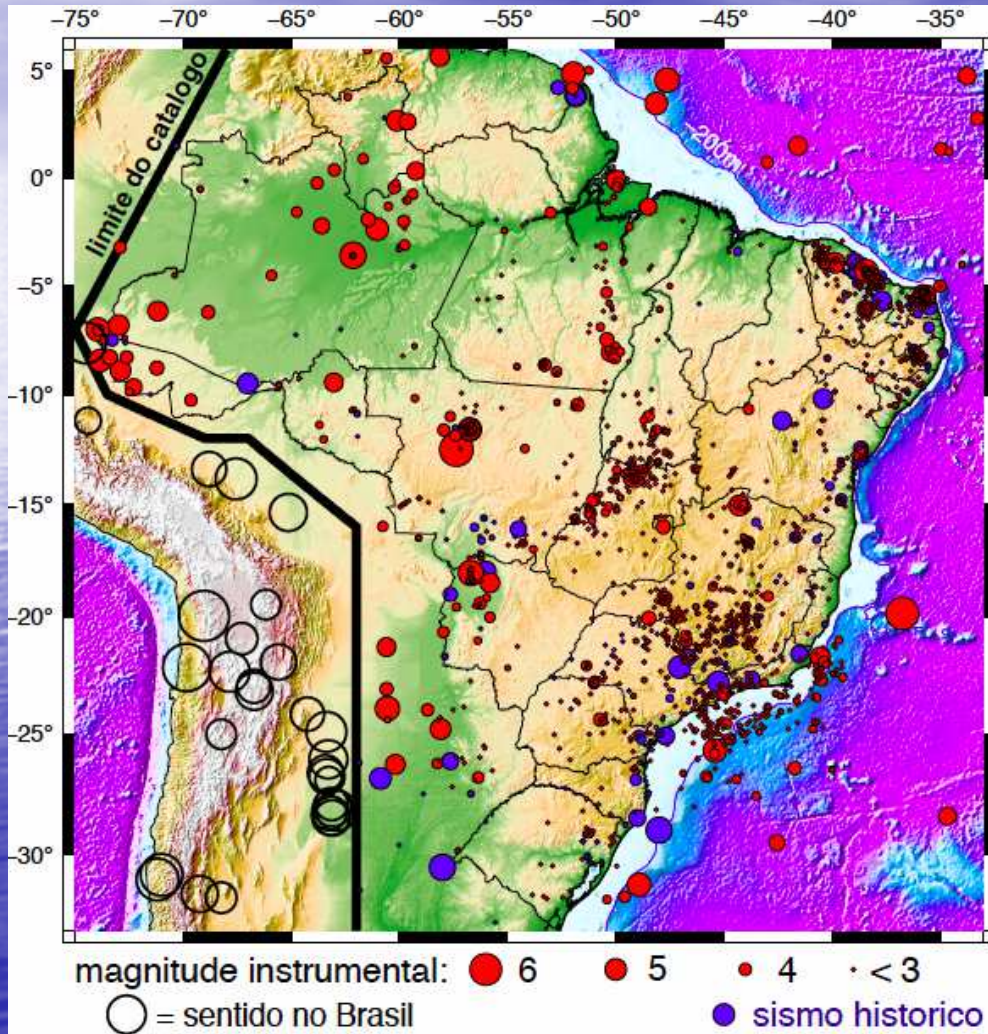 −75° −70° −65° −60° −55° −50° −45° −40° −35°
5°
0°
−5°
−10°
−15°
−20°
−25°
−30°
limite do catalogo
200m
magnitude instrumental: 6 5 4 < 3
= sentido no Brasil sismo historico